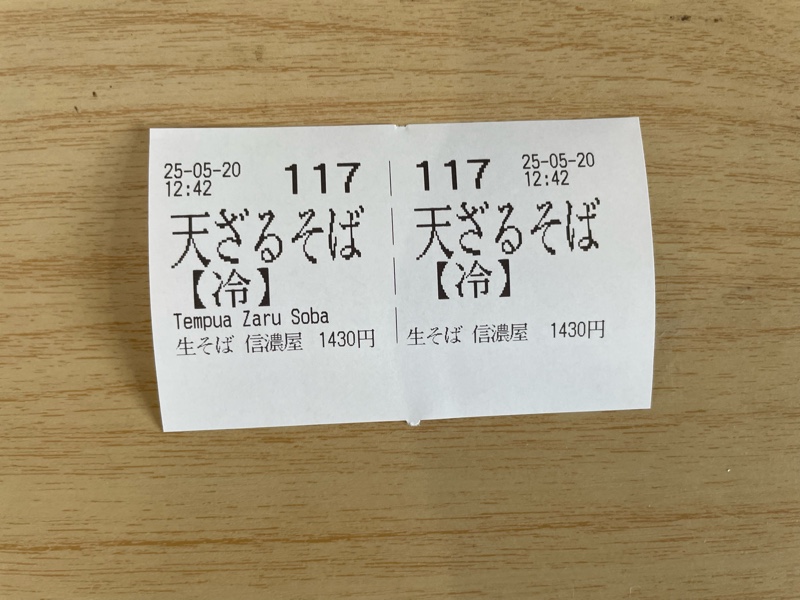 25-05-20
12:42
117
天ざるそば
【冷】
Tempua Zaru Soba
生そば 信濃屋 1430円
117
25-05-20
12:42
天ざるそば
【冷】
生そば 信濃屋 1430円